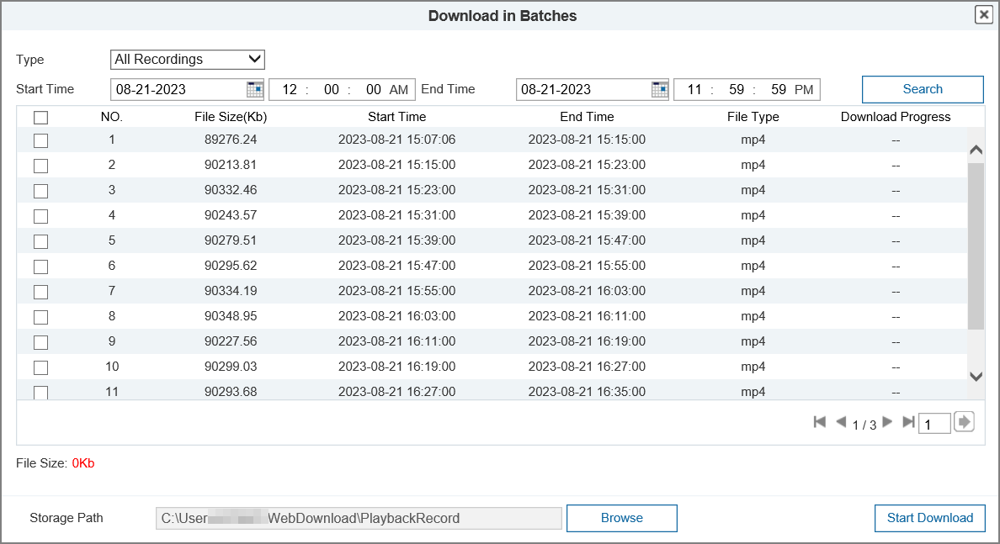 Download in Batches
Type All Recordings
Start Time 08-21-2023 12 : 00 : 00 AM End Time 08-21-2023 11 : 59 : 59 PM Search
NO. File Size(Kb) Start Time End Time File Type Download Progress
1 89276.24 2023-08-21 15:07:06 2023-08-21 15:15:00 mp4 --
2 90213.81 2023-08-21 15:15:00 2023-08-21 15:23:00 mp4 --
3 90332.46 2023-08-21 15:23:00 2023-08-21 15:31:00 mp4 --
4 90243.57 2023-08-21 15:31:00 2023-08-21 15:39:00 mp4 --
5 90279.51 2023-08-21 15:39:00 2023-08-21 15:47:00 mp4 --
6 90295.62 2023-08-21 15:47:00 2023-08-21 15:55:00 mp4 --
7 90334.19 2023-08-21 15:55:00 2023-08-21 16:03:00 mp4 --
8 90348.95 2023-08-21 16:03:00 2023-08-21 16:11:00 mp4 --
9 90227.56 2023-08-21 16:11:00 2023-08-21 16:19:00 mp4 --
10 90299.03 2023-08-21 16:19:00 2023-08-21 16:27:00 mp4 --
11 90293.68 2023-08-21 16:27:00 2023-08-21 16:35:00 mp4 --
1 / 3 1
File Size: 0Kb
Storage Path C:\User WebDownload\PlaybackRecord Browse Start Download